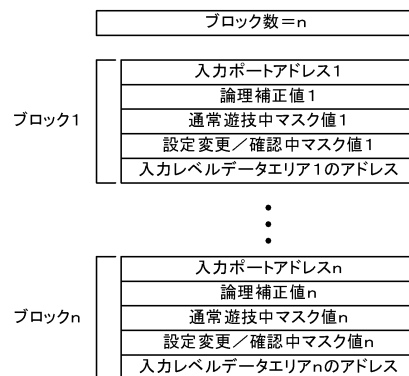 ブロック数＝n
ブロック1
入力ポートアドレス1
論理補正値1
通常遊技中マスク値1
設定変更／確認中マスク値1
入力レベルデータエリア1のアドレス
ブロックn
入力ポートアドレスn
論理補正値n
通常遊技中マスク値n
設定変更／確認中マスク値n
入力レベルデータエリアnのアドレス